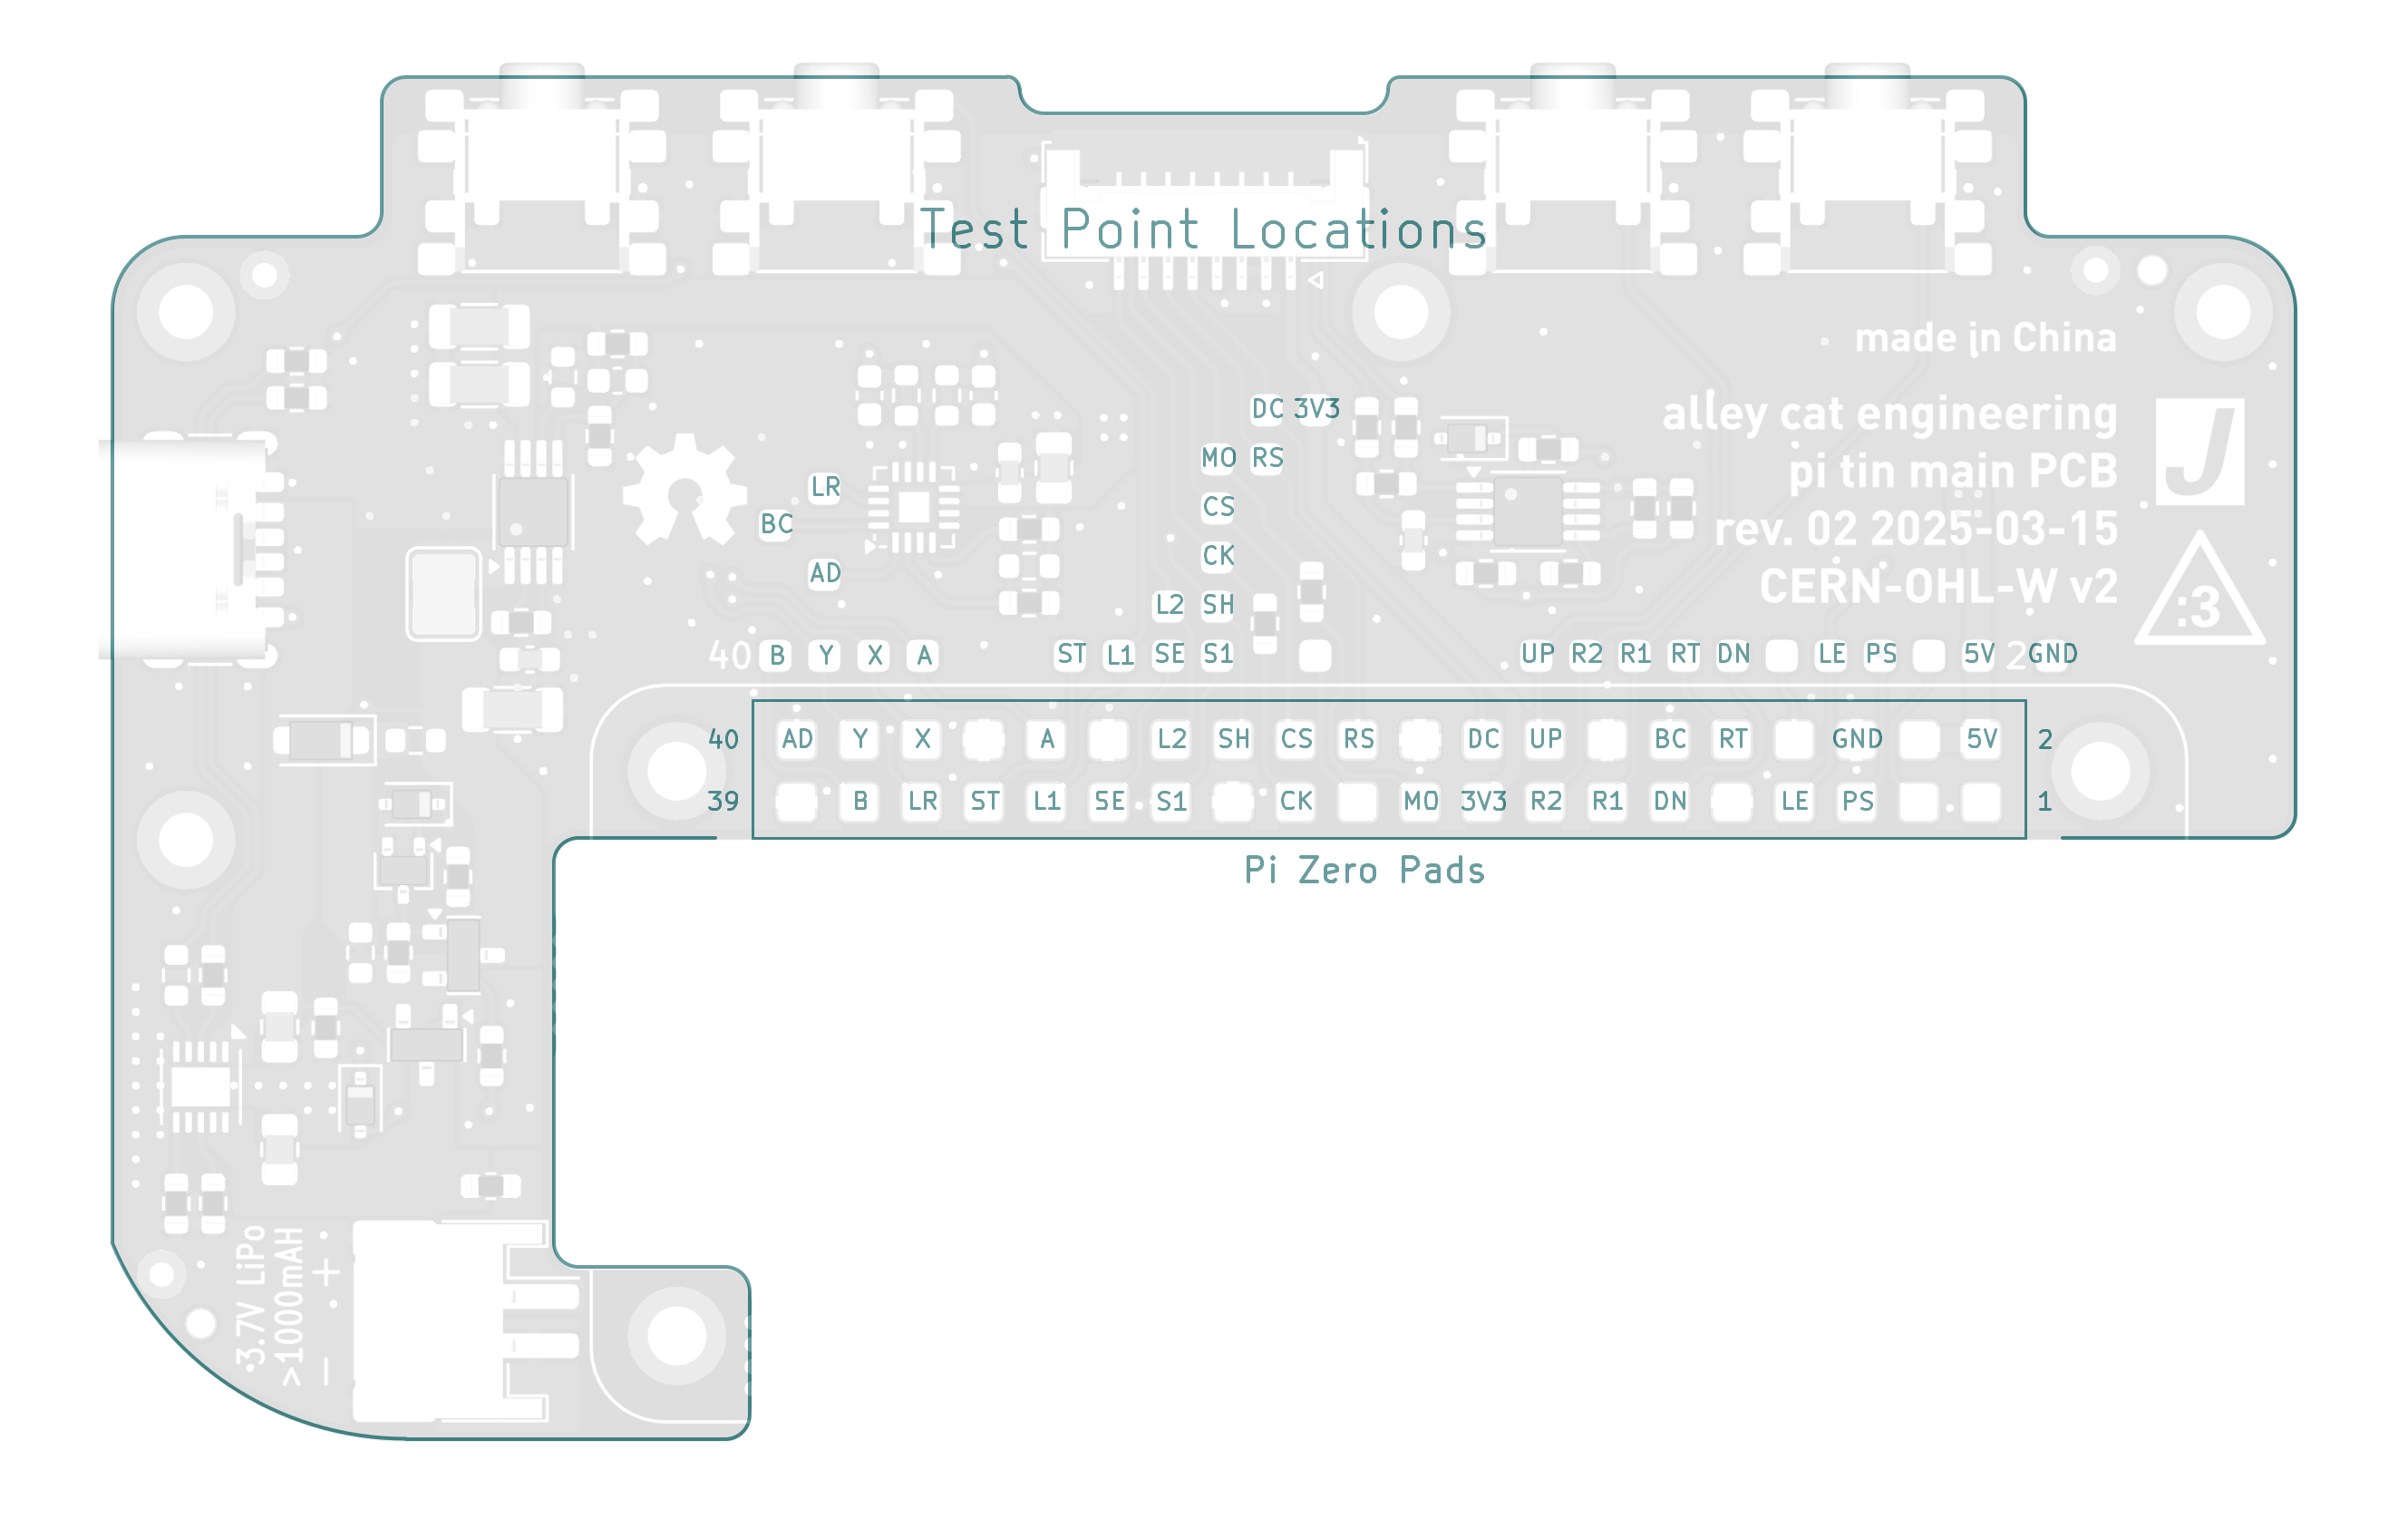 Test Point Locations
made in China
DC 3V3
alley cat engineering
J
MO RS
pi tin main PCB
LR
CS
BC
rev. 02 2025-03-15
CK
AD
CERN-OHL-W v2
:3
L2 SH
40 B Y X A ST L1 SE S1 UP R2 R1 RT DN LE PS 5V 2 GND
40 AD Y X A L2 SH CS RS DC UP BC RT GND 5V 2
39 B LR ST L1 SE S1 CK MO 3V3 R2 R1 DN LE PS 1
Pi Zero Pads
3.7V LiPo
>1000mAH
+
−